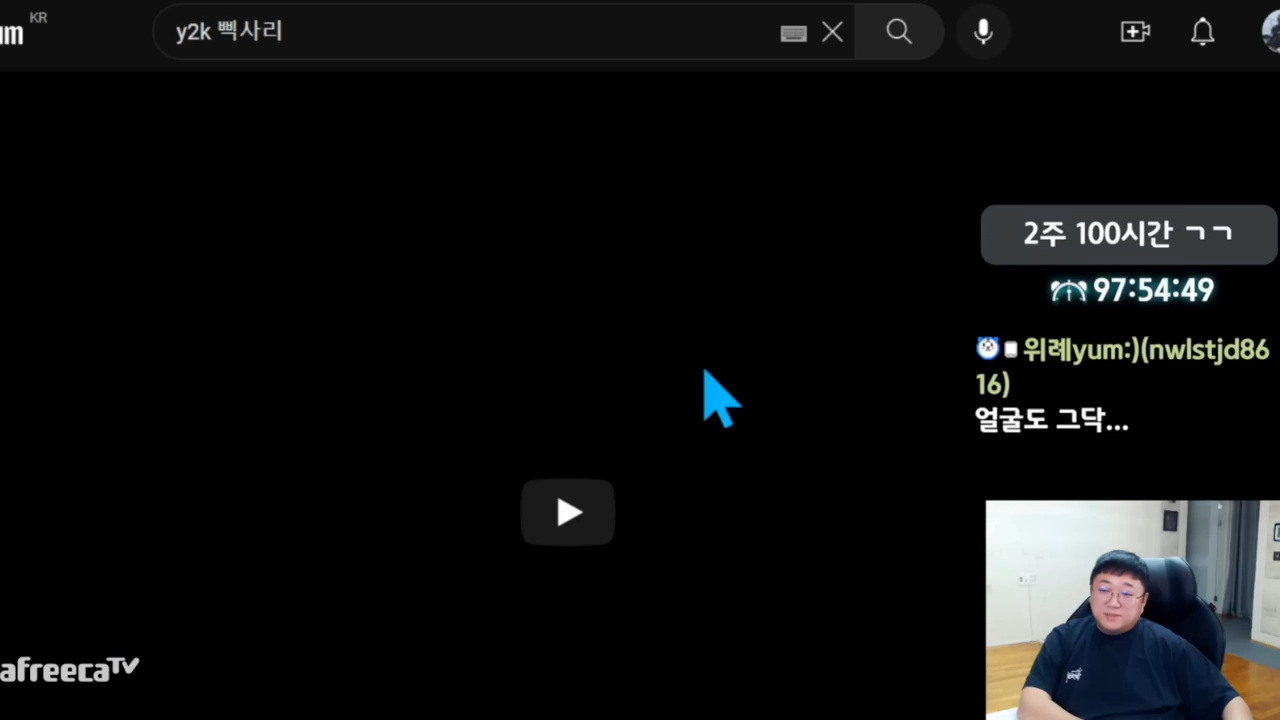 um KR
y2k 삑사리
2주 100시간 ㄱㄱ
97:54:49
위례yum:)(nwlstjd86
16)
얼굴도 그닥...
afreecaTV